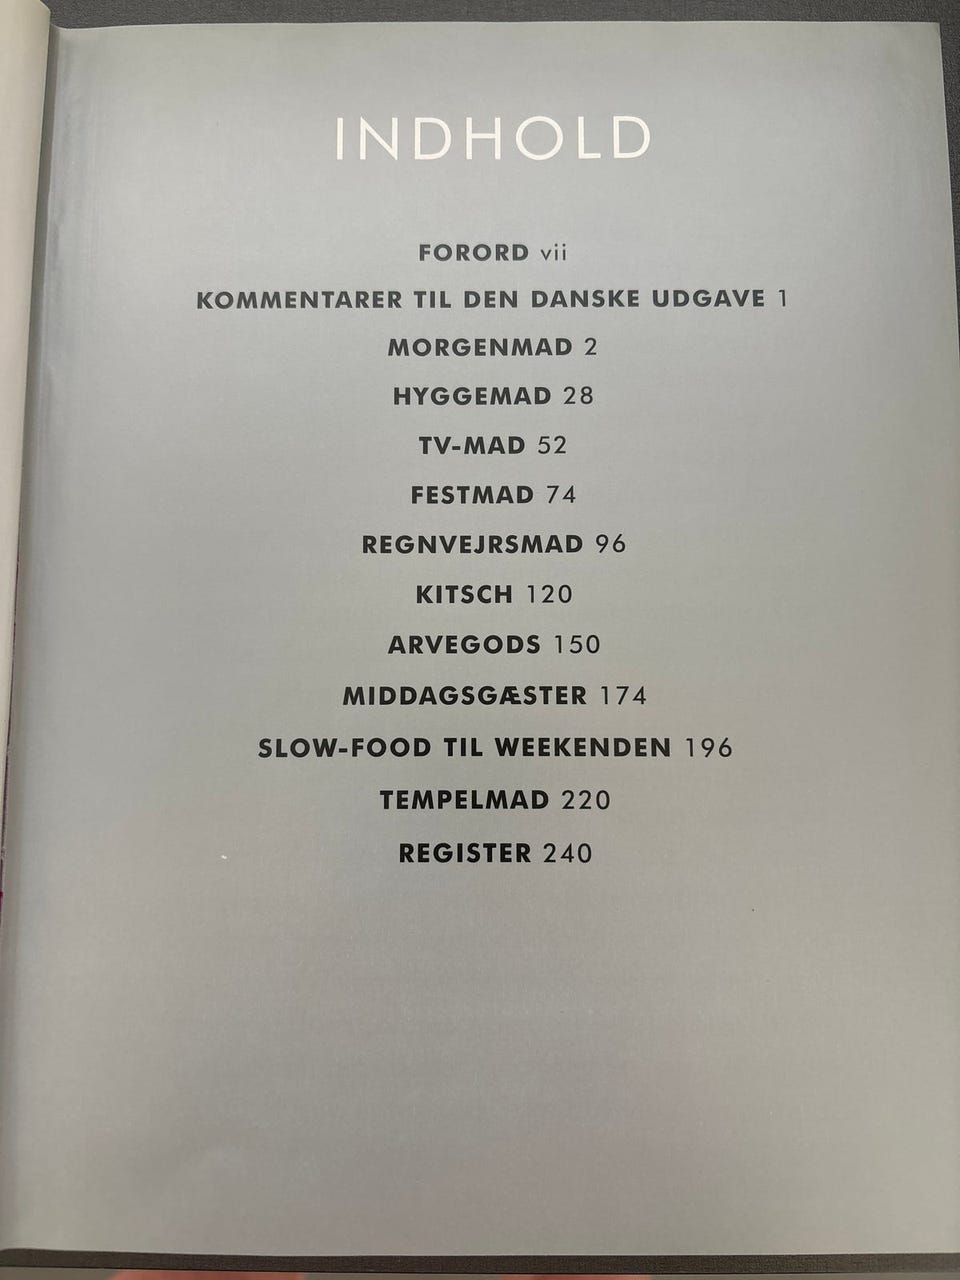 INDHOLD
FORORD vii
KOMMENTARER TIL DEN DANSKE UDGAVE 1
MORGENMAD 2
HYGGEMAD 28
TV-MAD 52
FESTMAD 74
REGNVEJRSMAD 96
KITSCH 120
ARVEGODS 150
MIDDAGSGÆSTER 174
SLOW-FOOD TIL WEEKENDEN 196
TEMPELMAD 220
REGISTER 240